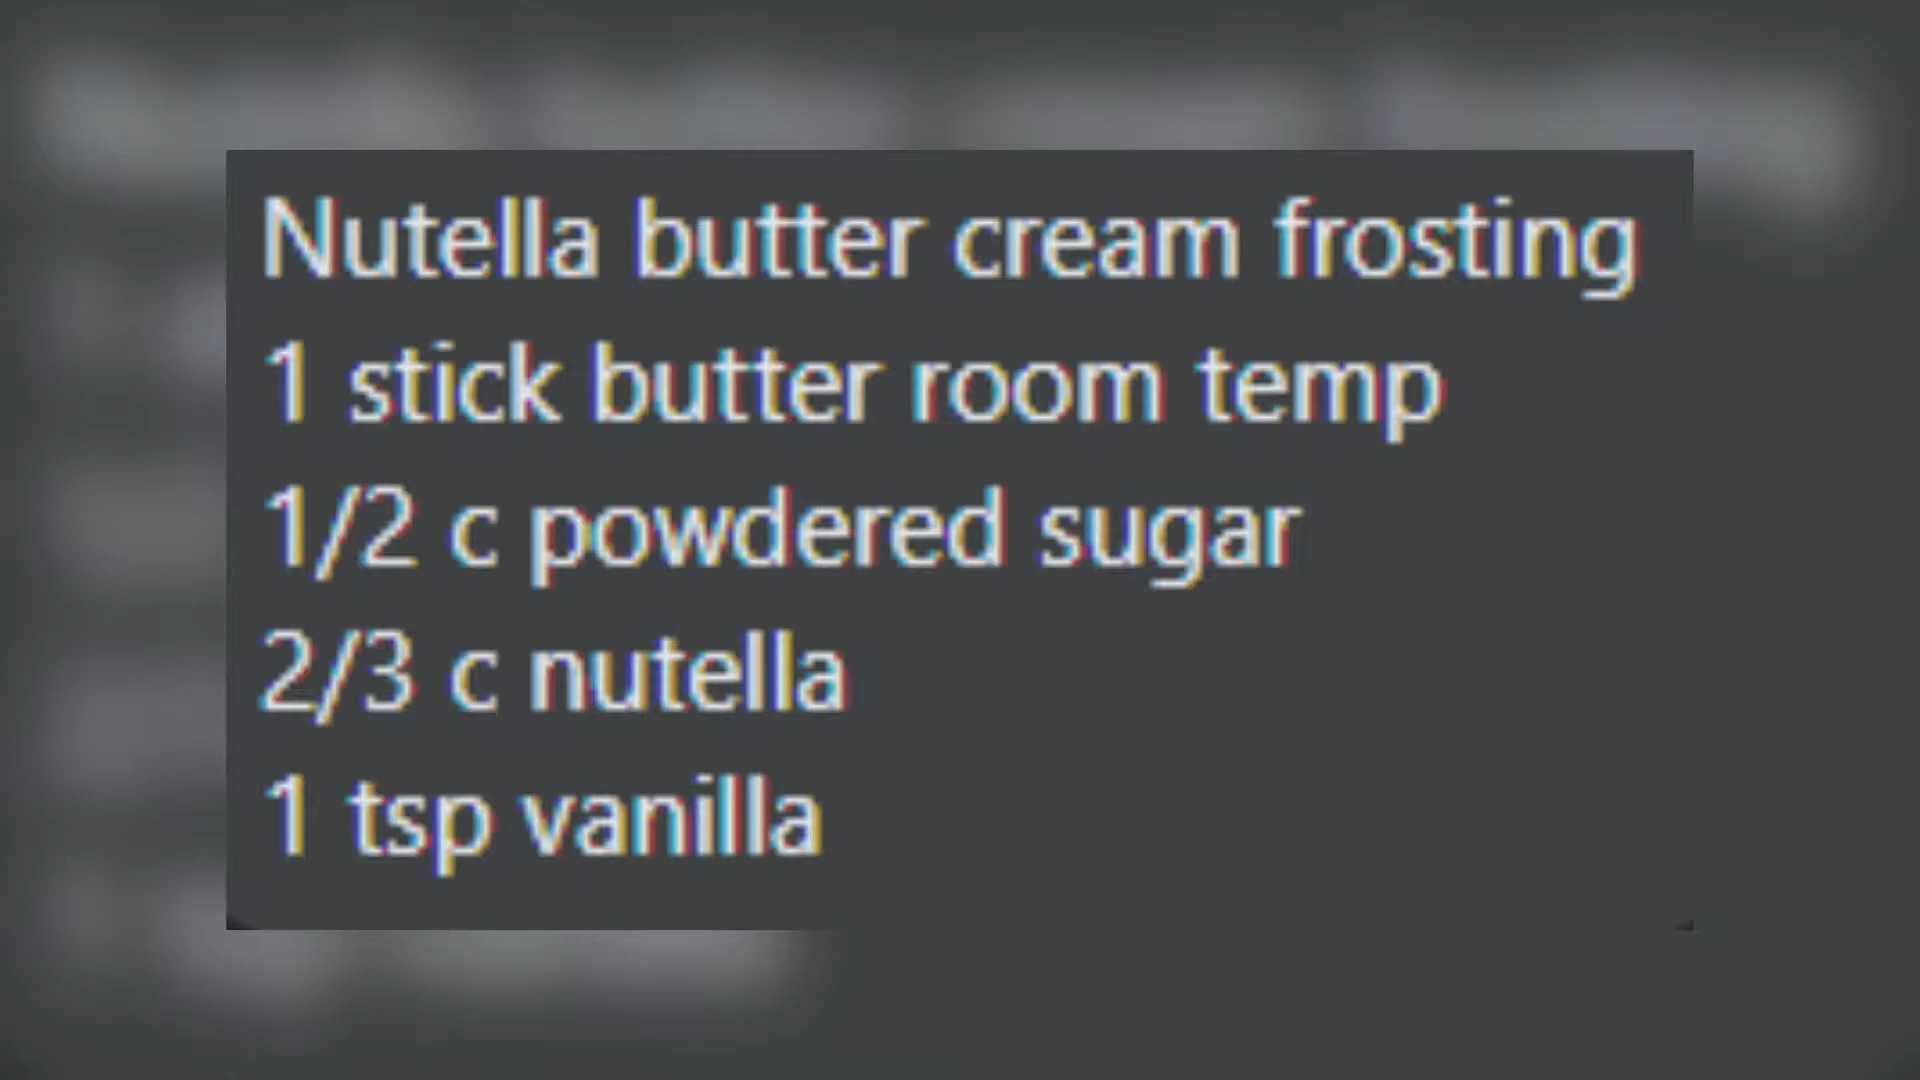 Nutella butter cream frosting
1 stick butter room temp
1/2 c powdered sugar
2/3 c nutella
1 tsp vanilla